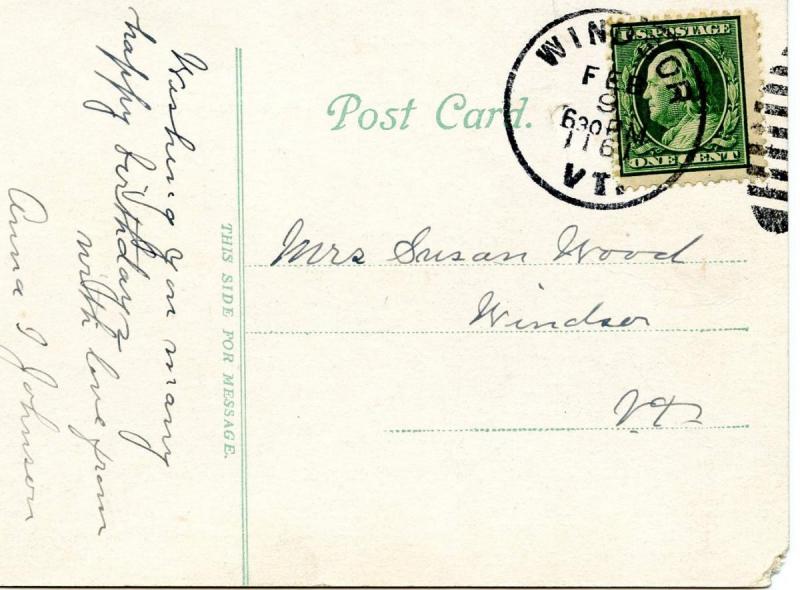 Wishing you many
happy birthdays
with love from
Anna I Johnson
THIS SIDE FOR MESSAGE.
Post Card.
WINDSOR
FEB
9
630PM
VT.
U.S. POSTAGE
ONE CENT
Mrs Susan Wood
Windsor
Vt